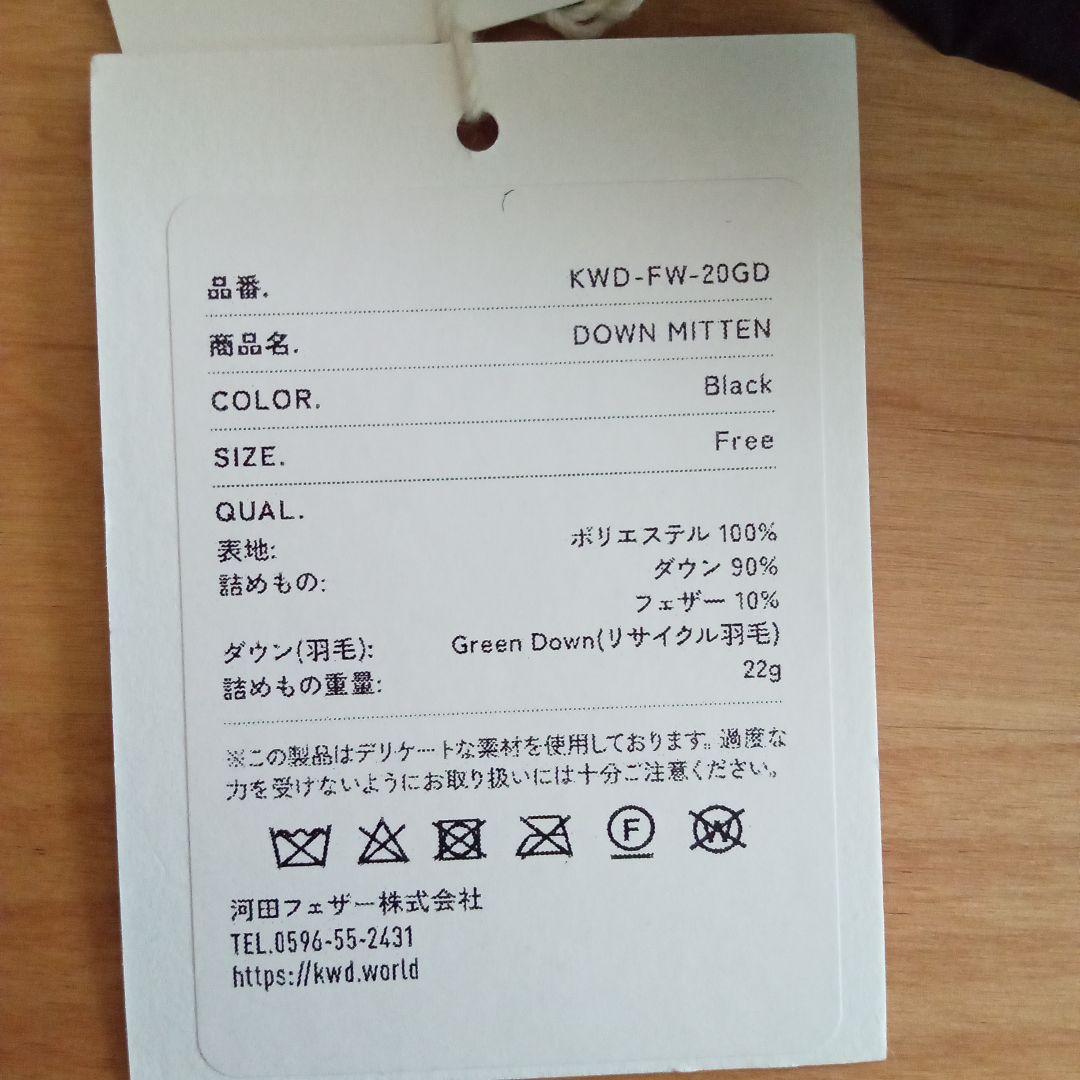 品番. KWD-FW-20GD
商品名. DOWN MITTEN
COLOR. Black
SIZE. Free
QUAL.
表地: ポリエステル 100%
詰めもの: ダウン 90%
フェザー 10%
ダウン(羽毛): Green Down(リサイクル羽毛)
詰めもの重量: 22g
※この製品はデリケートな素材を使用しております。過度な
力を受けないようにお取り扱いには十分ご注意ください。
F W
河田フェザー株式会社
TEL.0596-55-2431
https://kwd.world